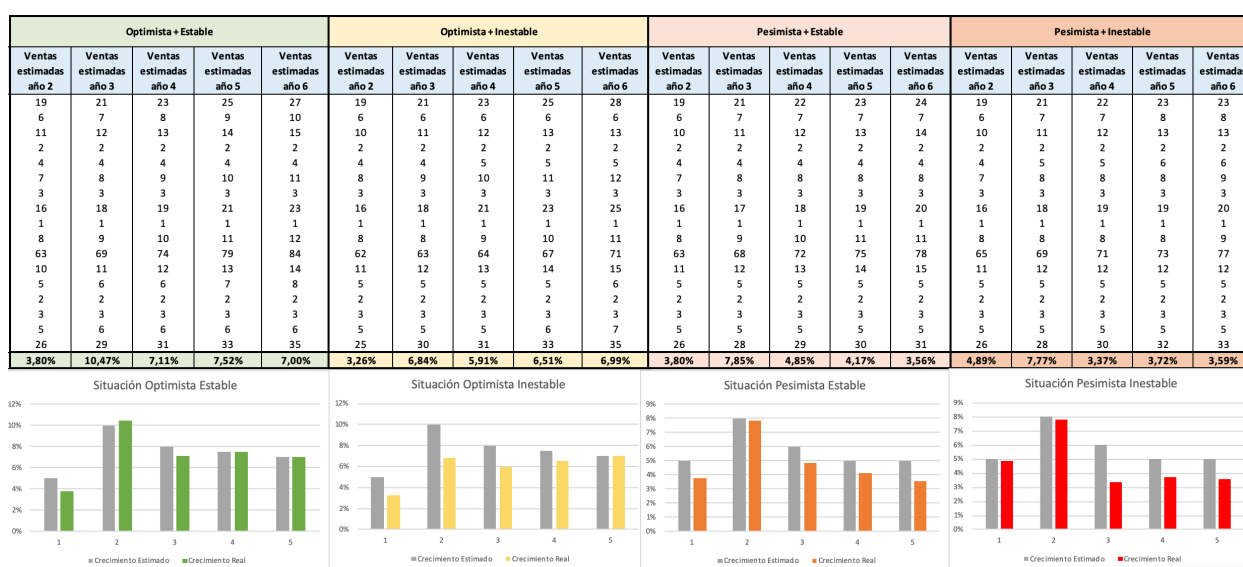 Optimista + Estable Optimista + Inestable Pesimista + Estable Pesimista + Inestable
Ventas Ventas Ventas Ventas Ventas Ventas Ventas Ventas Ventas Ventas Ventas Ventas Ventas Ventas Ventas Ventas Ventas Ventas Ventas Ventas
estimadas estimadas estimadas estimadas estimadas estimadas estimadas estimadas estimadas estimadas estimadas estimadas estimadas estimadas estimadas estimadas estimadas estimadas estimadas estimadas
año 2 año 3 año 4 año 5 año 6 año 2 año 3 año 4 año 5 año 6 año 2 año 3 año 4 año 5 año 6 año 2 año 3 año 4 año 5 año 6
19 21 23 25 27 19 21 23 25 28 19 21 22 23 24 19 21 22 23 23
6 7 8 9 10 6 6 6 6 6 6 7 7 7 7 6 7 7 8 8
11 12 13 14 15 10 11 12 13 13 10 11 12 13 14 10 11 12 13 13
2 2 2 2 2 2 2 2 2 2 2 2 2 2 2 2 2 2 2 2
4 4 4 4 4 4 4 5 5 5 4 4 4 4 4 4 5 5 6 6
7 8 9 10 11 8 9 10 11 12 7 8 8 8 8 7 8 8 8 9
3 3 3 3 3 3 3 3 3 3 3 3 3 3 3 3 3 3 3 3
16 18 19 21 23 16 18 21 23 25 16 17 18 19 20 16 18 19 19 20
1 1 1 1 1 1 1 1 1 1 1 1 1 1 1 1 1 1 1 1
8 9 10 11 12 8 8 9 10 11 8 9 10 11 11 8 8 8 8 9
63 69 74 79 84 62 63 64 67 71 63 68 72 75 78 65 69 71 73 77
10 11 12 13 14 11 12 13 14 15 11 12 13 14 15 11 12 12 12 12
5 6 6 7 8 5 5 5 5 6 5 5 5 5 5 5 5 5 5 5
2 2 2 2 2 2 2 2 2 2 2 2 2 2 2 2 2 2 2 2
3 3 3 3 3 3 3 3 3 3 3 3 3 3 3 3 3 3 3 3
5 6 6 6 6 5 5 5 6 7 5 5 5 5 5 5 5 5 5 5
26 29 31 33 35 25 30 31 33 35 26 28 29 30 31 26 28 30 32 33
3,80% 10,47% 7,11% 7,52% 7,00% 3,26% 6,84% 5,91% 6,51% 6,99% 3,80% 7,85% 4,85% 4,17% 3,56% 4,89% 7,77% 3,37% 3,72% 3,59%
Situación Optimista Estable
12%
10%
8%
6%
4%
2%
0%
1 2 3 4 5
Crecimiento Estimado Crecimiento Real
Situación Optimista Inestable
12%
10%
8%
6%
4%
2%
0%
1 2 3 4 5
Crecimiento Estimado Crecimiento Real
Situación Pesimista Estable
9%
8%
7%
6%
5%
4%
3%
2%
1%
0%
1 2 3 4 5
Crecimiento Estimado Crecimiento Real
Situación Pesimista Inestable
9%
8%
7%
6%
5%
4%
3%
2%
1%
0%
1 2 3 4 5
Crecimiento Estimado Crecimiento Real